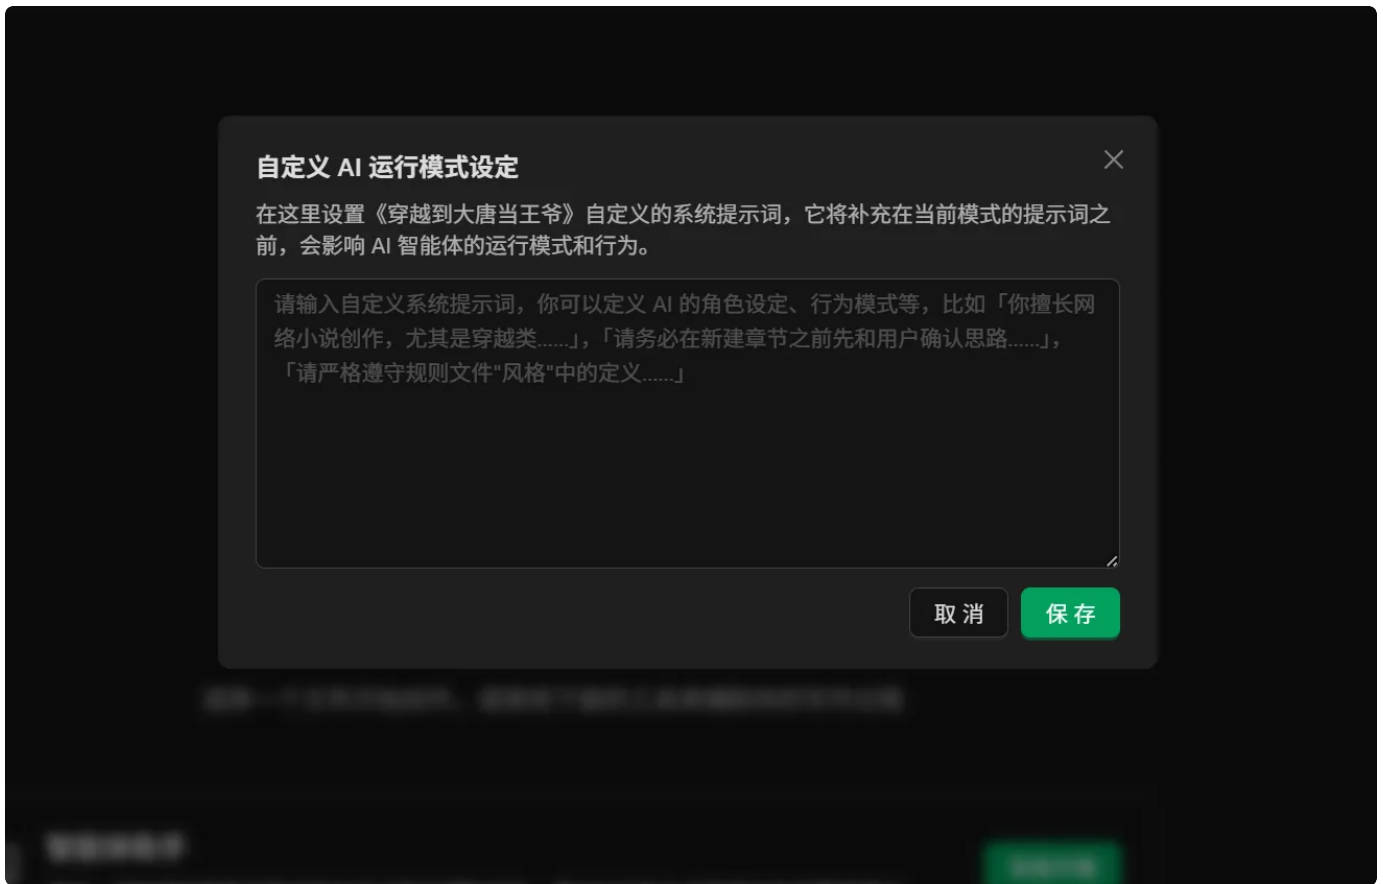 自定义 AI 运行模式设定
在这里设置《穿越到大唐当王爷》自定义的系统提示词，它将补充在当前模式的提示词之
前，会影响 AI 智能体的运行模式和行为。
请输入自定义系统提示词，你可以定义 AI 的角色设定、行为模式等，比如「你擅长网
络小说创作，尤其是穿越类......」，「请务必在新建章节之前先和用户确认思路......」，
「请严格遵守规则文件"风格"中的定义......」
取 消
保 存